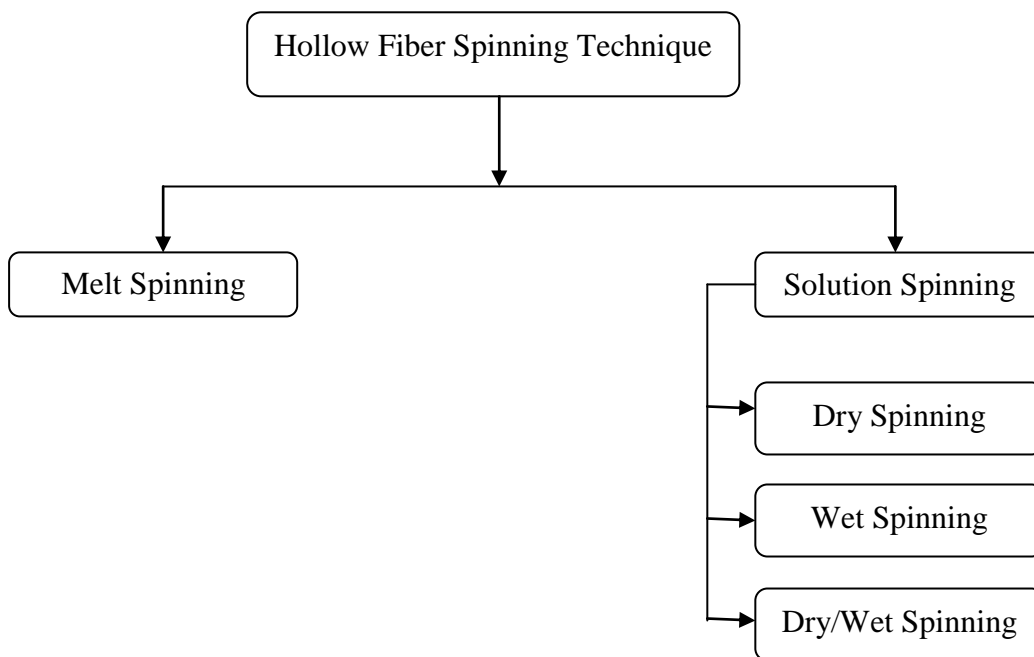 Hollow Fiber Spinning Technique
Melt Spinning
Solution Spinning
Dry Spinning
Wet Spinning
Dry/Wet Spinning